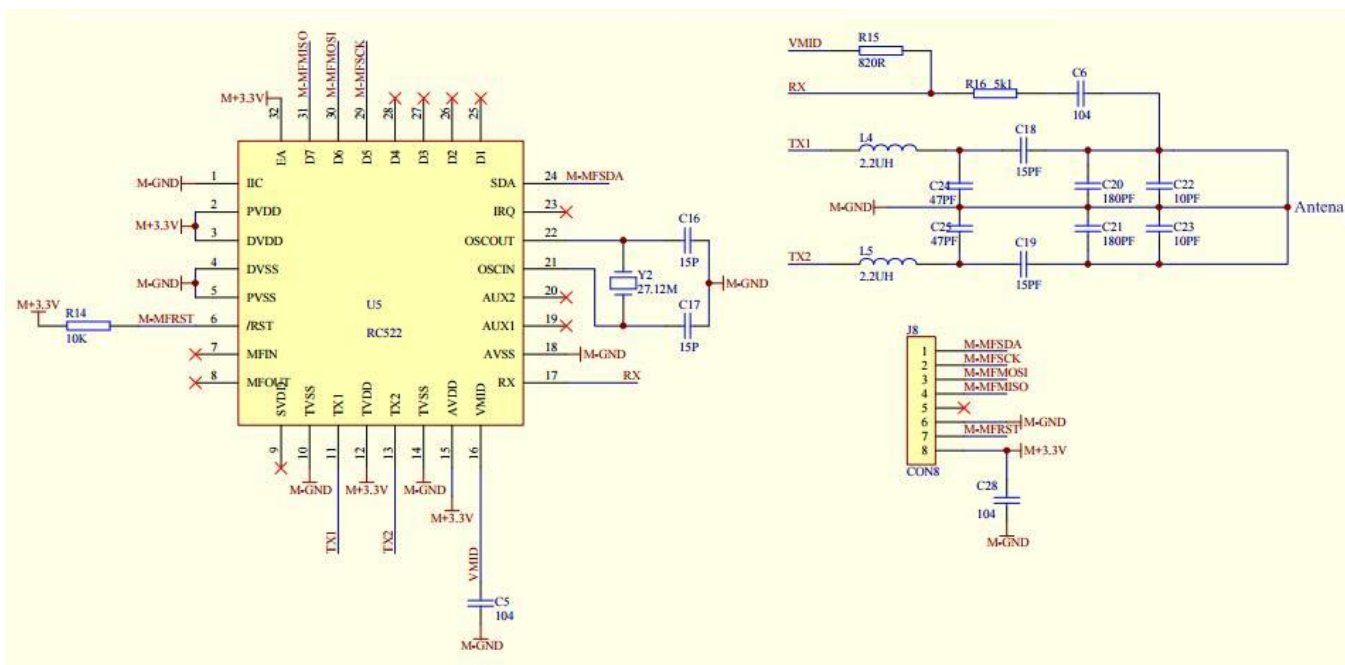 M-MFMISO
M-MFMOSI
M-MFSCK
M+3.3V
32
31
30
29
28
27
26
25
EA
D7
D6
D5
D4
D3
D2
D1
M-GND
1
IIC
SDA
24
M-MFSDA
2
PVDD
IRQ
23
M+3.3V
3
DVDD
OSCOUT
22
4
DVSS
OSCIN
21
M-GND
5
PVSS
AUX2
20
M+3.3V
R14
10K
M-MFRST
6
/RST
AUX1
19
7
MFIN
AVSS
18
M-GND
8
MFOUT
RX
17
RX
U5
RC522
SVDD
TVSS
TX1
TVDD
TX2
TVSS
AVDD
VMID
9
10
11
12
13
14
15
16
M-GND
M+3.3V
M-GND
M+3.3V
TX1
TX2
VMID
C5
104
M-GND
C16
15P
Y2
27.12M
M-GND
C17
15P
VMID
R15
820R
RX
R16 5k1
C6
104
TX1
L4
2.2UH
C18
15PF
C24
47PF
C20
180PF
C22
10PF
M-GND
Antena
C25
47PF
C21
180PF
C23
10PF
TX2
L5
2.2UH
C19
15PF
J8
1 M-MFSDA
2 M-MFSCK
3 M-MFMOSI
4 M-MFMISO
5
6 M-GND
7 M-MFRST
8 M+3.3V
CON8
C28
104
M-GND